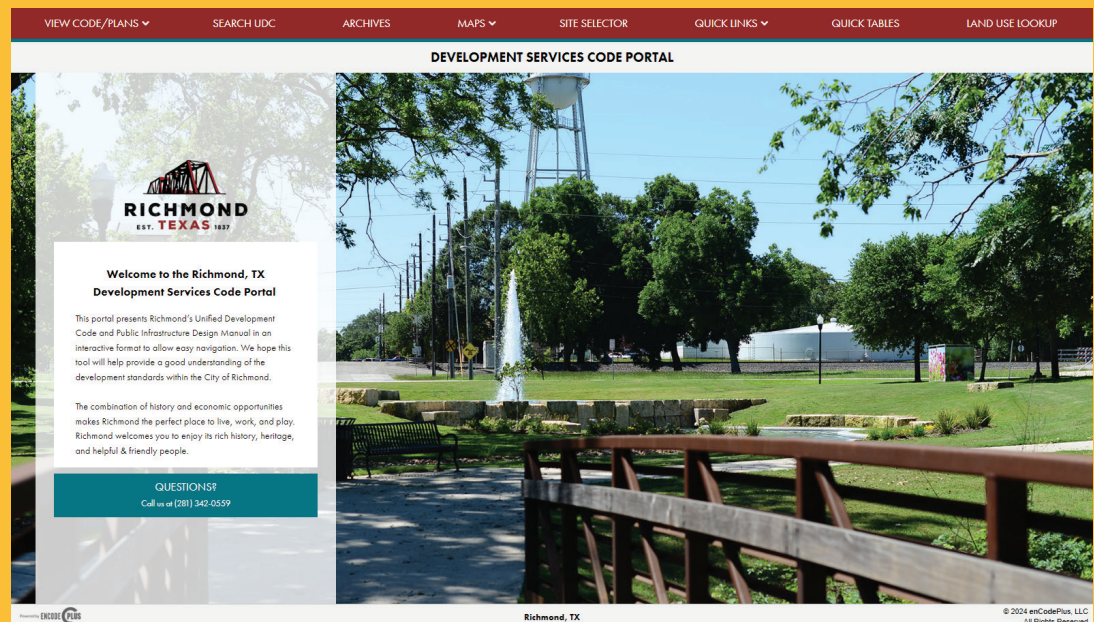 VIEW CODE/PLANS SEARCH UDC ARCHIVES MAPS SITE SELECTOR QUICK LINKS QUICK TABLES LAND USE LOOKUP
DEVELOPMENT SERVICES CODE PORTAL
RICHMOND
EST. TEXAS 1837
Welcome to the Richmond, TX
Development Services Code Portal
This portal presents Richmond's Unified Development
Code and Public Infrastructure Design Manual in an
interactive format to allow easy navigation. We hope this
tool will help provide a good understanding of the
development standards within the City of Richmond.
The combination of history and economic opportunities
makes Richmond the perfect place to live, work, and play.
Richmond welcomes you to enjoy its rich history, heritage,
and helpful & friendly people.
QUESTIONS?
Call us at (281) 342-0559
Powered by ENCODE PLUS
Richmond, TX
© 2024 enCodePlus, LLC
All Rights Reserved